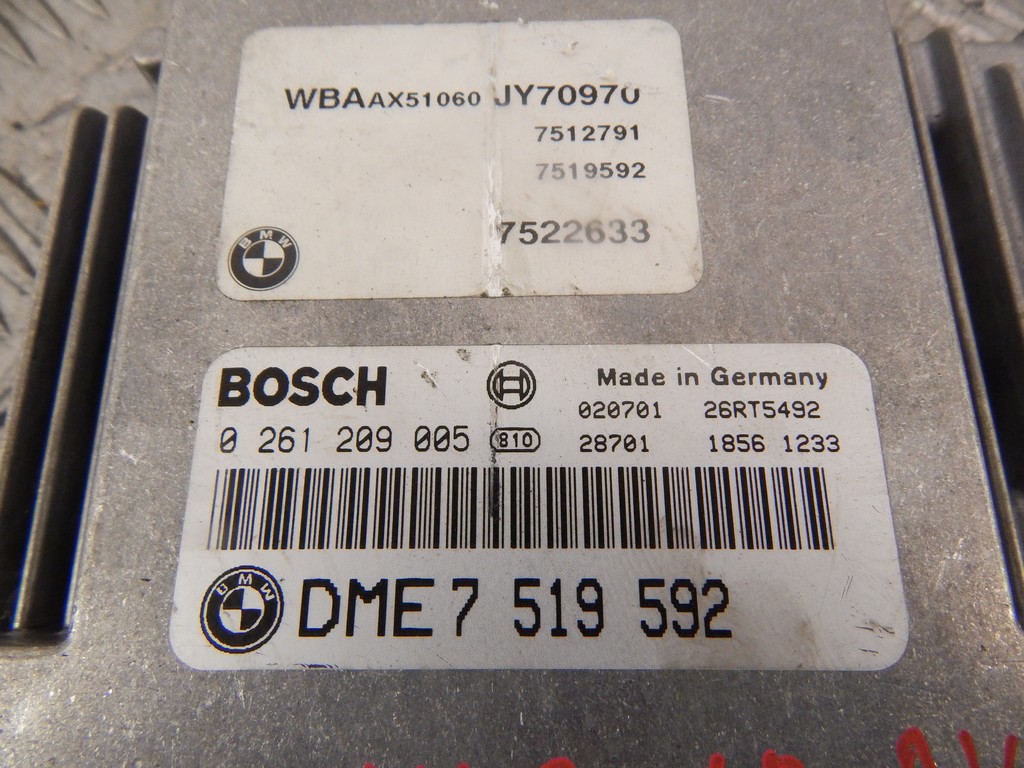 WBAAX51060 JY70970
7512791
7519592
7522633
BMW
BOSCH
Made in Germany
020701 26RT5492
0 261 209 005 810 28701 1856 1233
BMW
DME 7 519 592